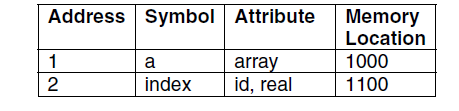 Address Symbol Attribute Memory Location
1 a array 1000
2 index id, real 1100